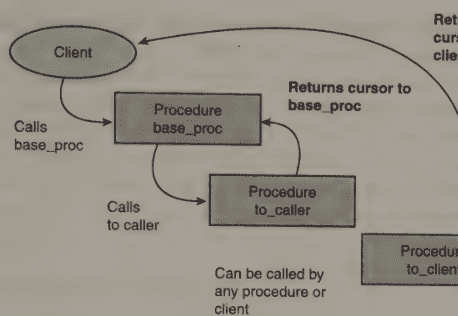 Client
Calls
base_proc
Procedure
base_proc
Returns cursor to
base_proc
Calls
to caller
Procedure
to_caller
Can be called by
any procedure or
client